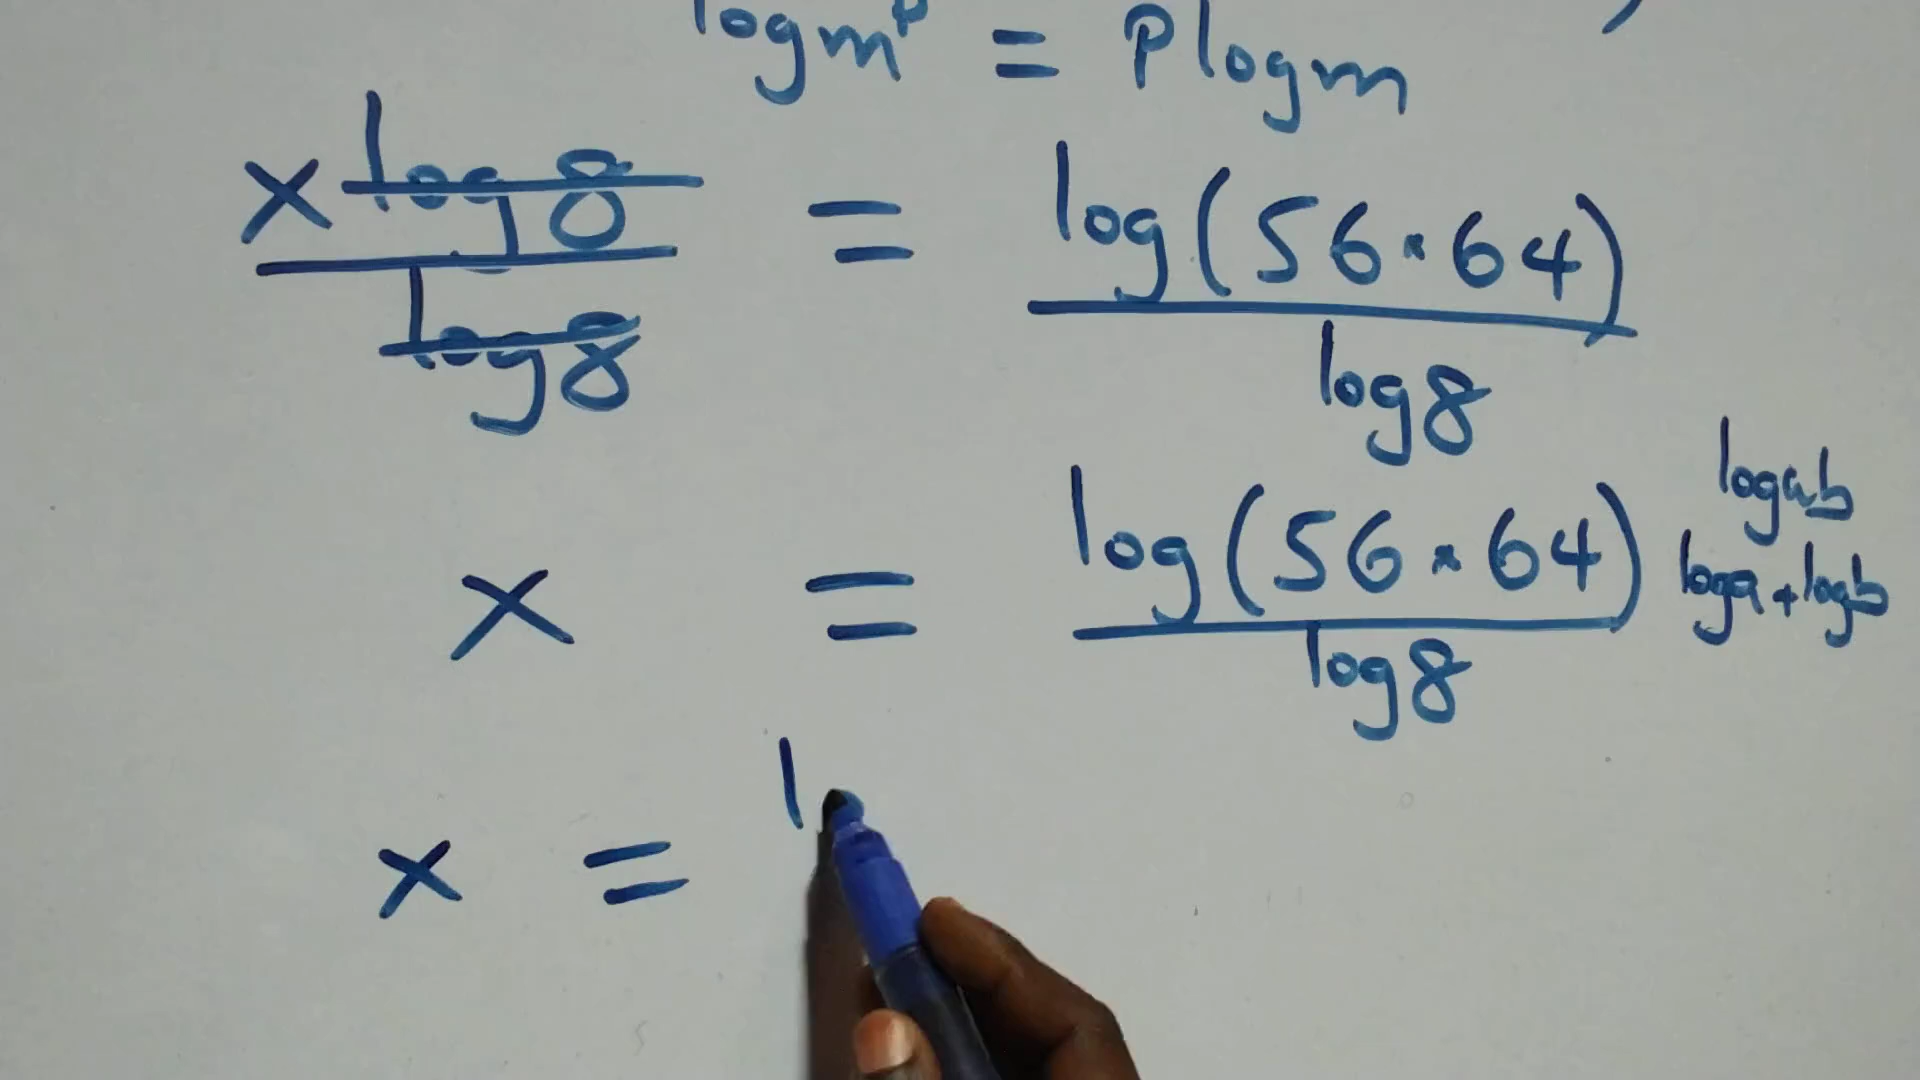 log m^p = P log m
x log 8 / log 8 = log(56 × 64) / log 8
log ab
x = log(56 × 64) / log 8
log a + log b
x = l